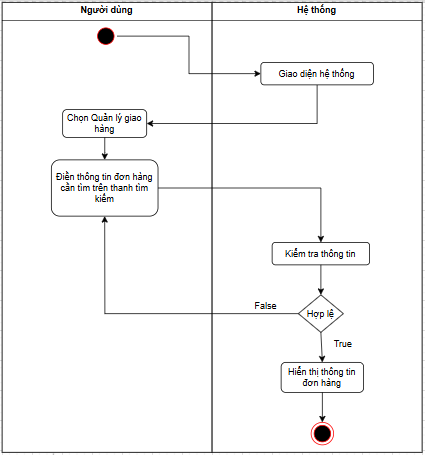 Người dùng
Hệ thống
Giao diện hệ thống
Chọn Quản lý giao
hàng
Điền thông tin đơn hàng
cần tìm trên thanh tìm
kiếm
Kiểm tra thông tin
False
Hợp lệ
True
Hiển thị thông tin
đơn hàng